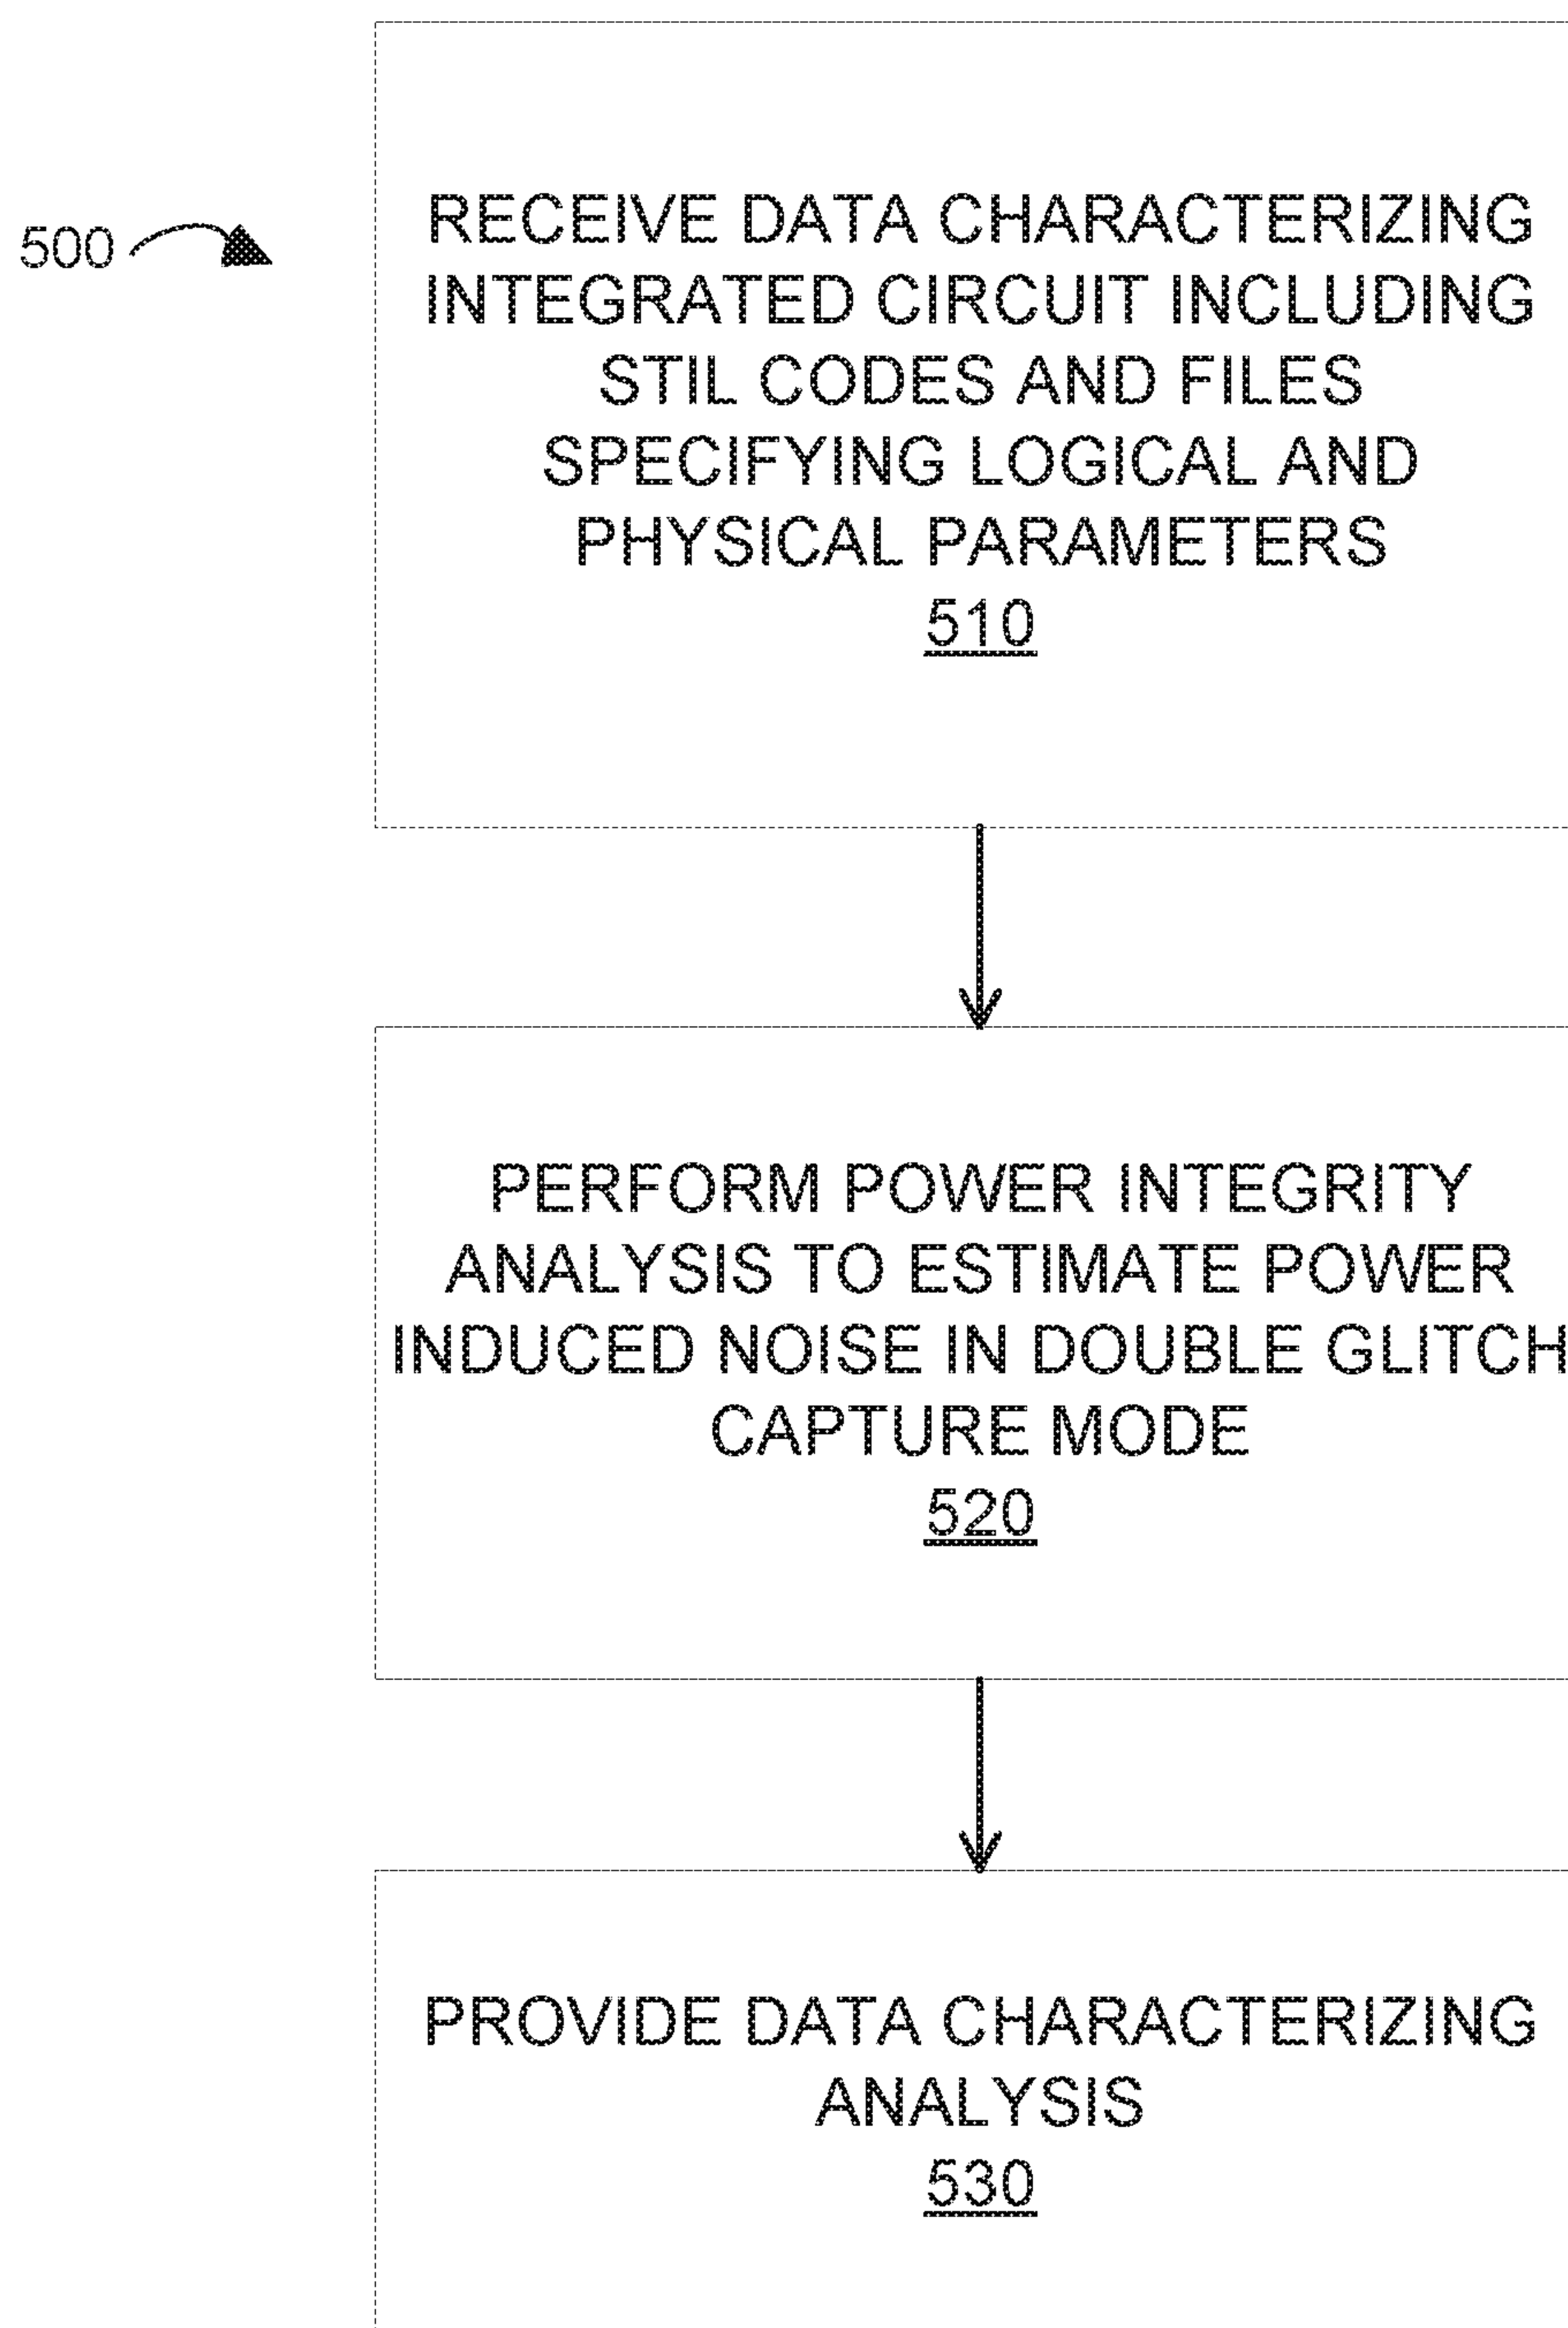 500
RECEIVE DATA CHARACTERIZING
INTEGRATED CIRCUIT INCLUDING
STIL CODES AND FILES
SPECIFYING LOGICAL AND
PHYSICAL PARAMETERS
510
PERFORM POWER INTEGRITY
ANALYSIS TO ESTIMATE POWER
INDUCED NOISE IN DOUBLE GLITCH
CAPTURE MODE
520
PROVIDE DATA CHARACTERIZING
ANALYSIS
530